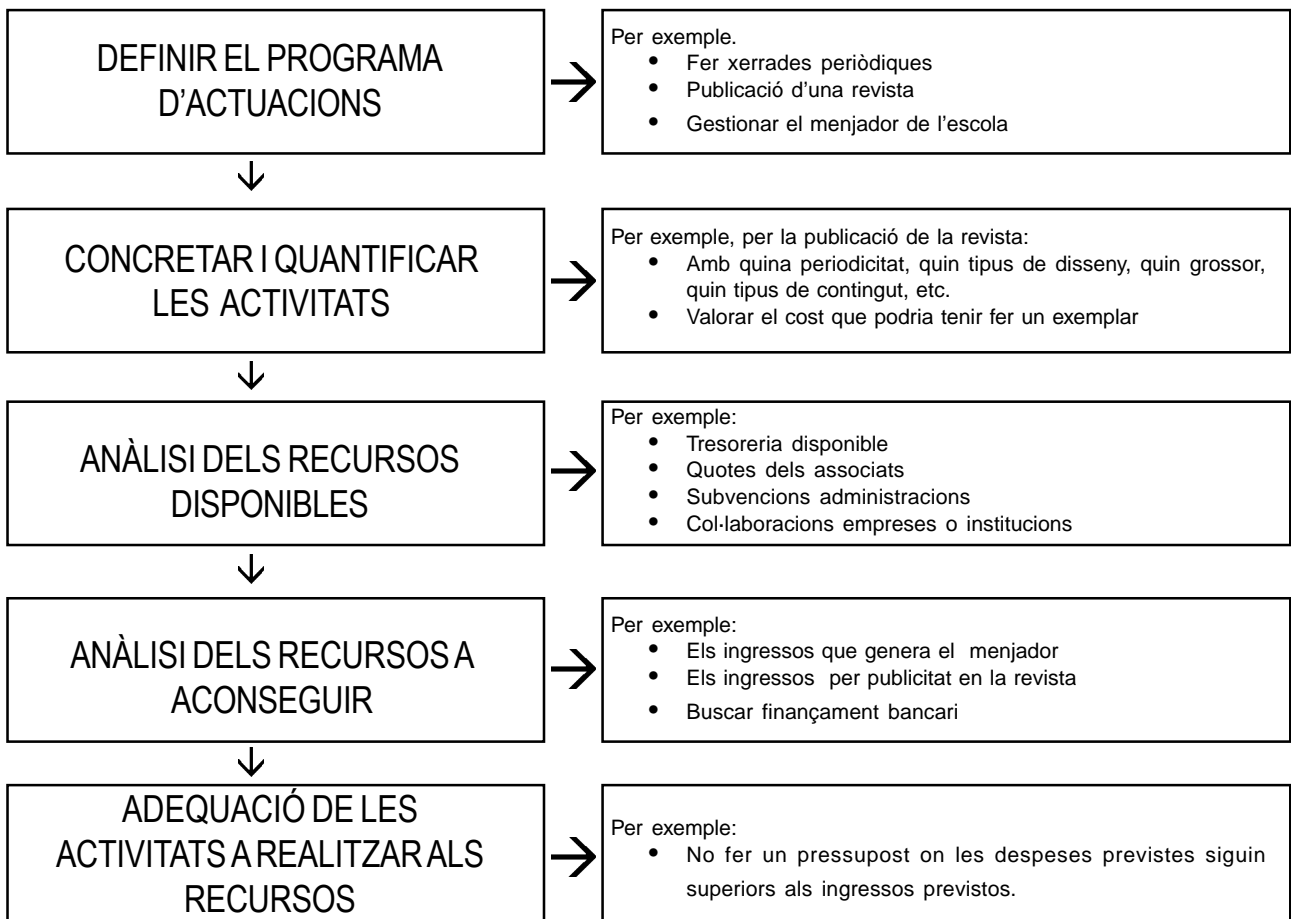 DEFINIR EL PROGRAMA
D'ACTUACIONS
Per exemple.
• Fer xerrades periòdiques
• Publicació d'una revista
• Gestionar el menjador de l'escola
CONCRETAR I QUANTIFICAR
LES ACTIVITATS
Per exemple, per la publicació de la revista:
• Amb quina periodicitat, quin tipus de disseny, quin grossor,
quin tipus de contingut, etc.
• Valorar el cost que podria tenir fer un exemplar
ANÀLISI DELS RECURSOS
DISPONIBLES
Per exemple:
• Tresoreria disponible
• Quotes dels associats
• Subvencions administracions
• Col·laboracions empreses o institucions
ANÀLISI DELS RECURSOS A
ACONSEGUIR
Per exemple:
• Els ingressos que genera el menjador
• Els ingressos per publicitat en la revista
• Buscar finançament bancari
ADEQUACIÓ DE LES
ACTIVITATS A REALITZAR ALS
RECURSOS
Per exemple:
• No fer un pressupost on les despeses previstes siguin
superiors als ingressos previstos.